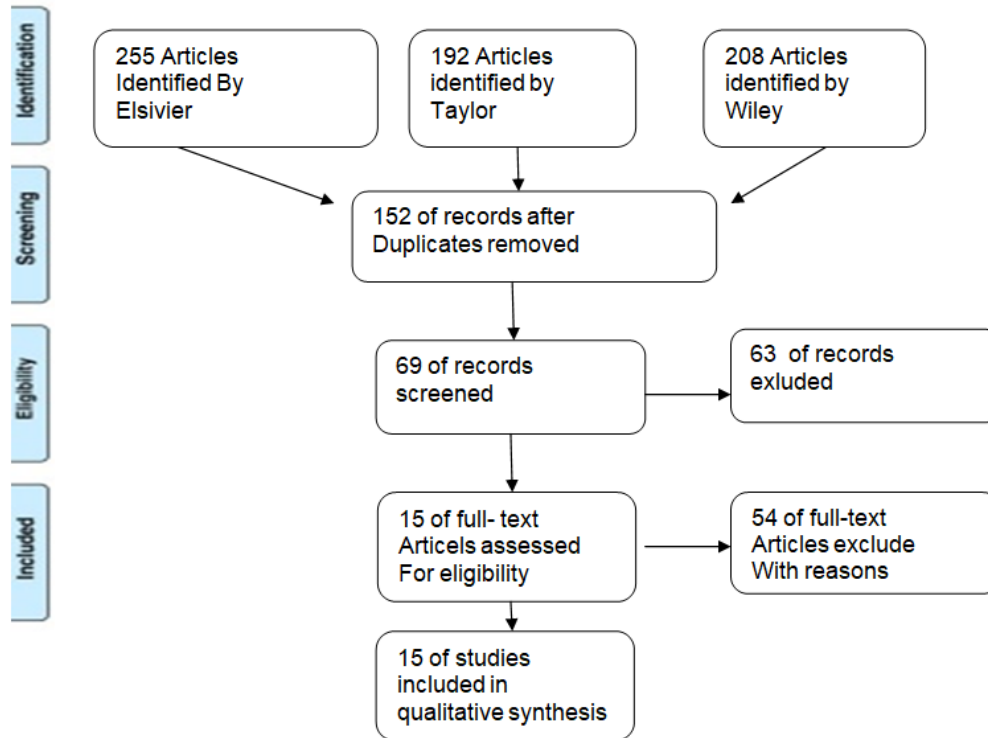 Identification
255 Articles
Identified By
Elsivier
192 Articles
identified by
Taylor
208 Articles
identified by
Wiley
Screening
152 of records after
Duplicates removed
Eligibility
69 of records
screened
63 of records
exluded
Included
15 of full- text
Articels assessed
For eligibility
54 of full-text
Articles exclude
With reasons
15 of studies
included in
qualitative synthesis